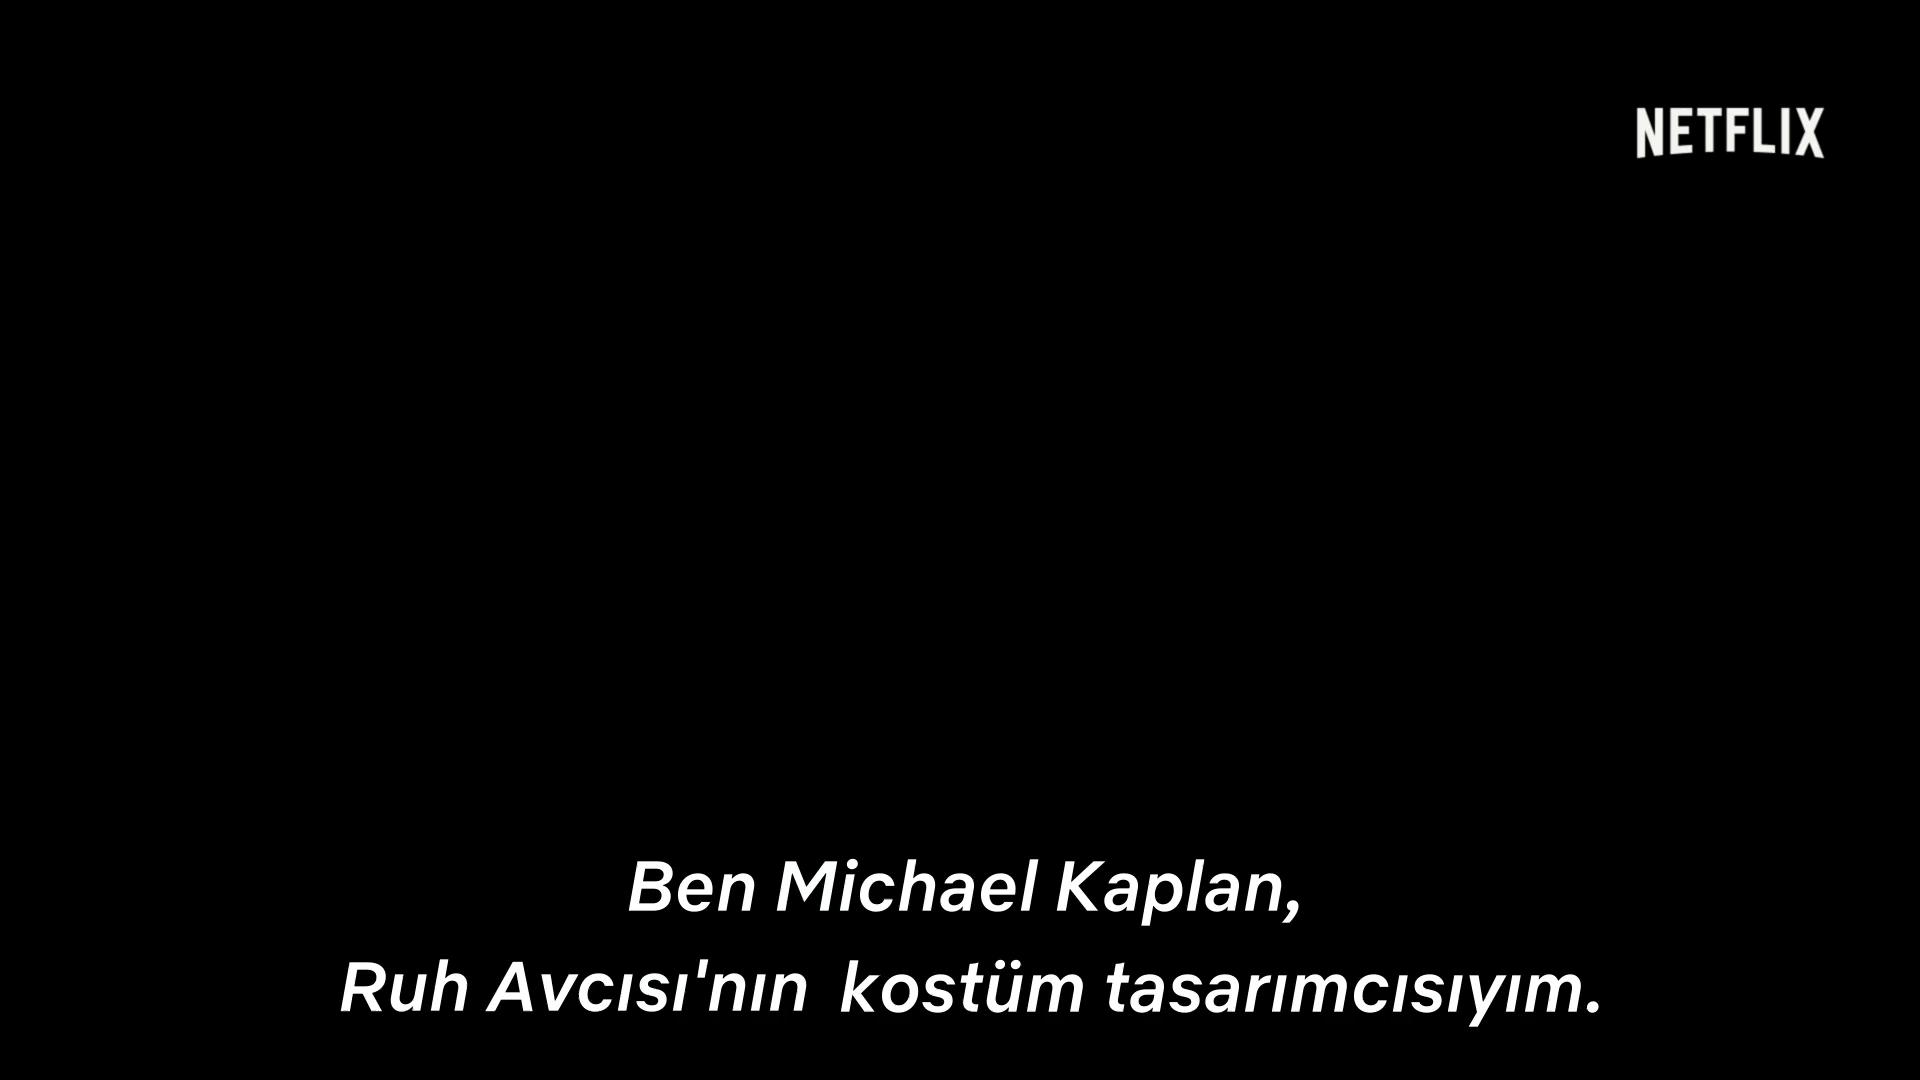 NETFLIX
Ben Michael Kaplan,
Ruh Avcısı'nın kostüm tasarımcısıyım.